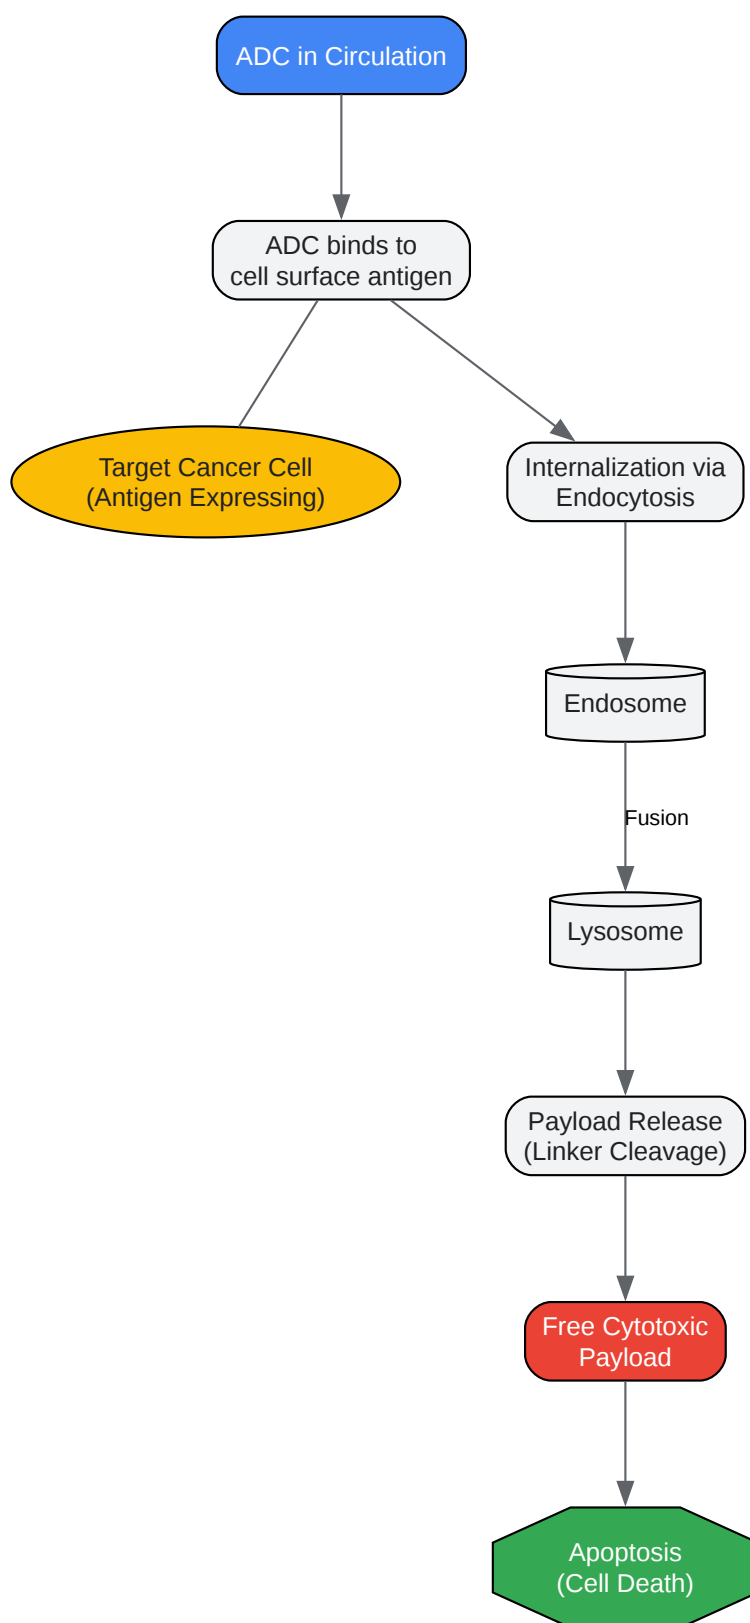 ADC in Circulation
ADC binds to
cell surface antigen
Target Cancer Cell
(Antigen Expressing)
Internalization via
Endocytosis
Endosome
Fusion
Lysosome
Payload Release
(Linker Cleavage)
Free Cytotoxic
Payload
Apoptosis
(Cell Death)